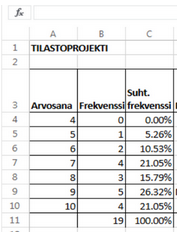 fx
A B C
1 TILASTOPROJEKTI
2
Suht.
3 Arvosana Frekvenssi frekvenssi
4 4 0 0.00%
5 5 1 5.26%
6 6 2 10.53%
7 7 4 21.05%
8 8 3 15.79%
9 9 5 26.32%
10 10 4 21.05%
11 19 100.00%